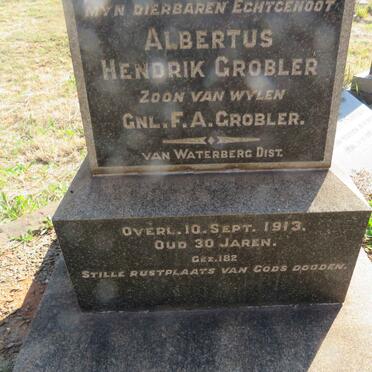 MYN DIERBAREN ECHTGENOOT
ALBERTUS
HENDRIK GROBLER
ZOON VAN WYLEN
GNL. F. A. GROBLER.
VAN WATERBERG DIST.
OVERL. 10. SEPT. 1913.
OUD 30 JAREN.
GEZ. 182
STILLE RUSTPLAATS VAN GODS DOODEN.